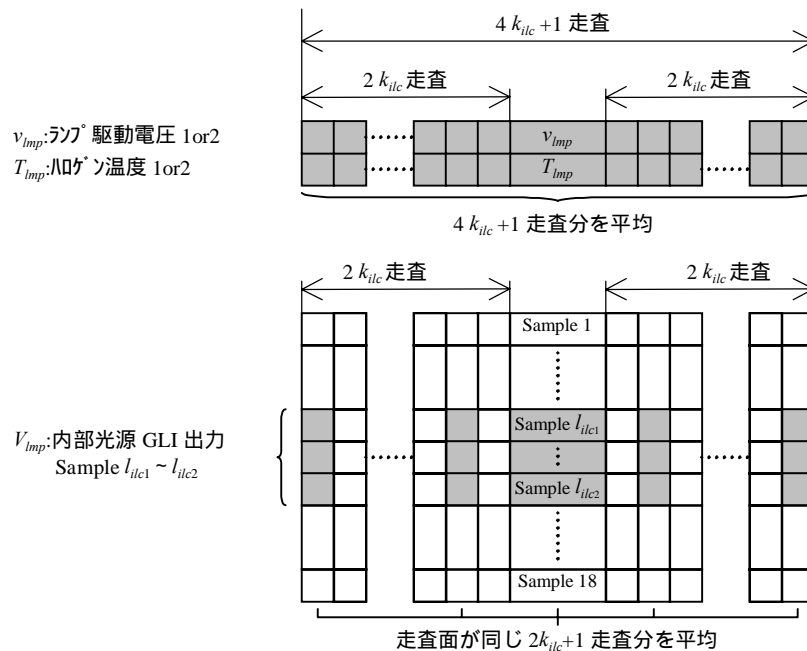 4 k_ilc +1 走査
2 k_ilc 走査 2 k_ilc 走査
v_lmp:ランプ駆動電圧 1or2 v_lmp
T_lmp:ハロゲン温度 1or2 T_lmp
4 k_ilc +1 走査分を平均
2 k_ilc 走査 2 k_ilc 走査
Sample 1
Sample l_ilc1
V_lmp:内部光源 GLI 出力
Sample l_ilc1 ~ l_ilc2
Sample l_ilc2
Sample 18
走査面が同じ 2k_ilc+1 走査分を平均